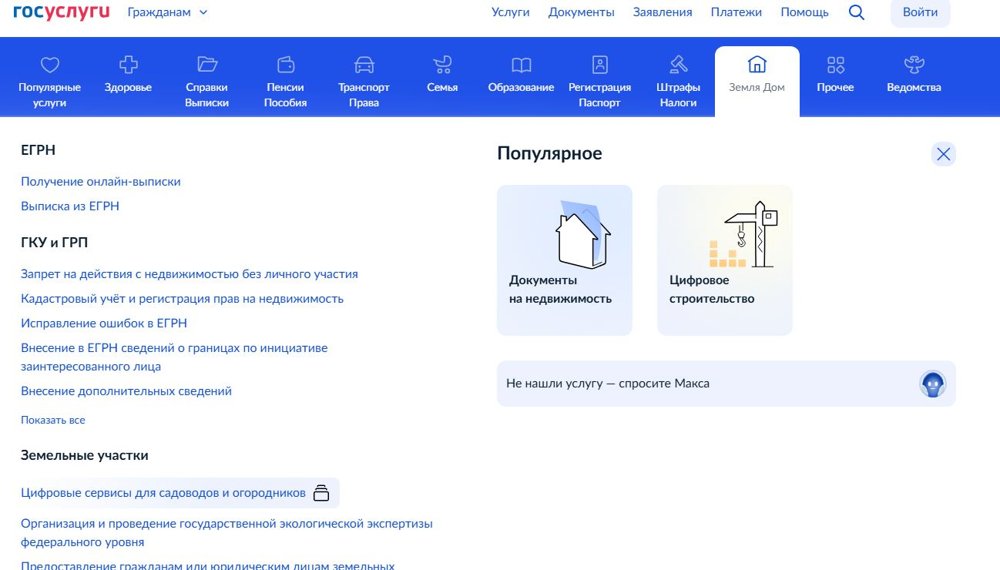 госуслуги
Гражданам
Услуги
Документы
Заявления
Платежи
Помощь
Войти
Популярные
услуги
Здоровье
Справки
Выписки
Пенсии
Пособия
Транспорт
Права
Семья
Образование
Регистрация
Паспорт
Штрафы
Налоги
Земля Дом
Прочее
Ведомства
ЕГРН
Получение онлайн-выписки
Выписка из ЕГРН
ГКУ и ГРП
Запрет на действия с недвижимостью без личного участия
Кадастровый учёт и регистрация прав на недвижимость
Исправление ошибок в ЕГРН
Внесение в ЕГРН сведений о границах по инициативе
заинтересованного лица
Внесение дополнительных сведений
Показать все
Земельные участки
Цифровые сервисы для садоводов и огородников
Организация и проведение государственной экологической экспертизы
федерального уровня
Предоставление гражданам или юридическим лицам земельных
Популярное
Документы
на недвижимость
Цифровое
строительство
Не нашли услугу — спросите Макса